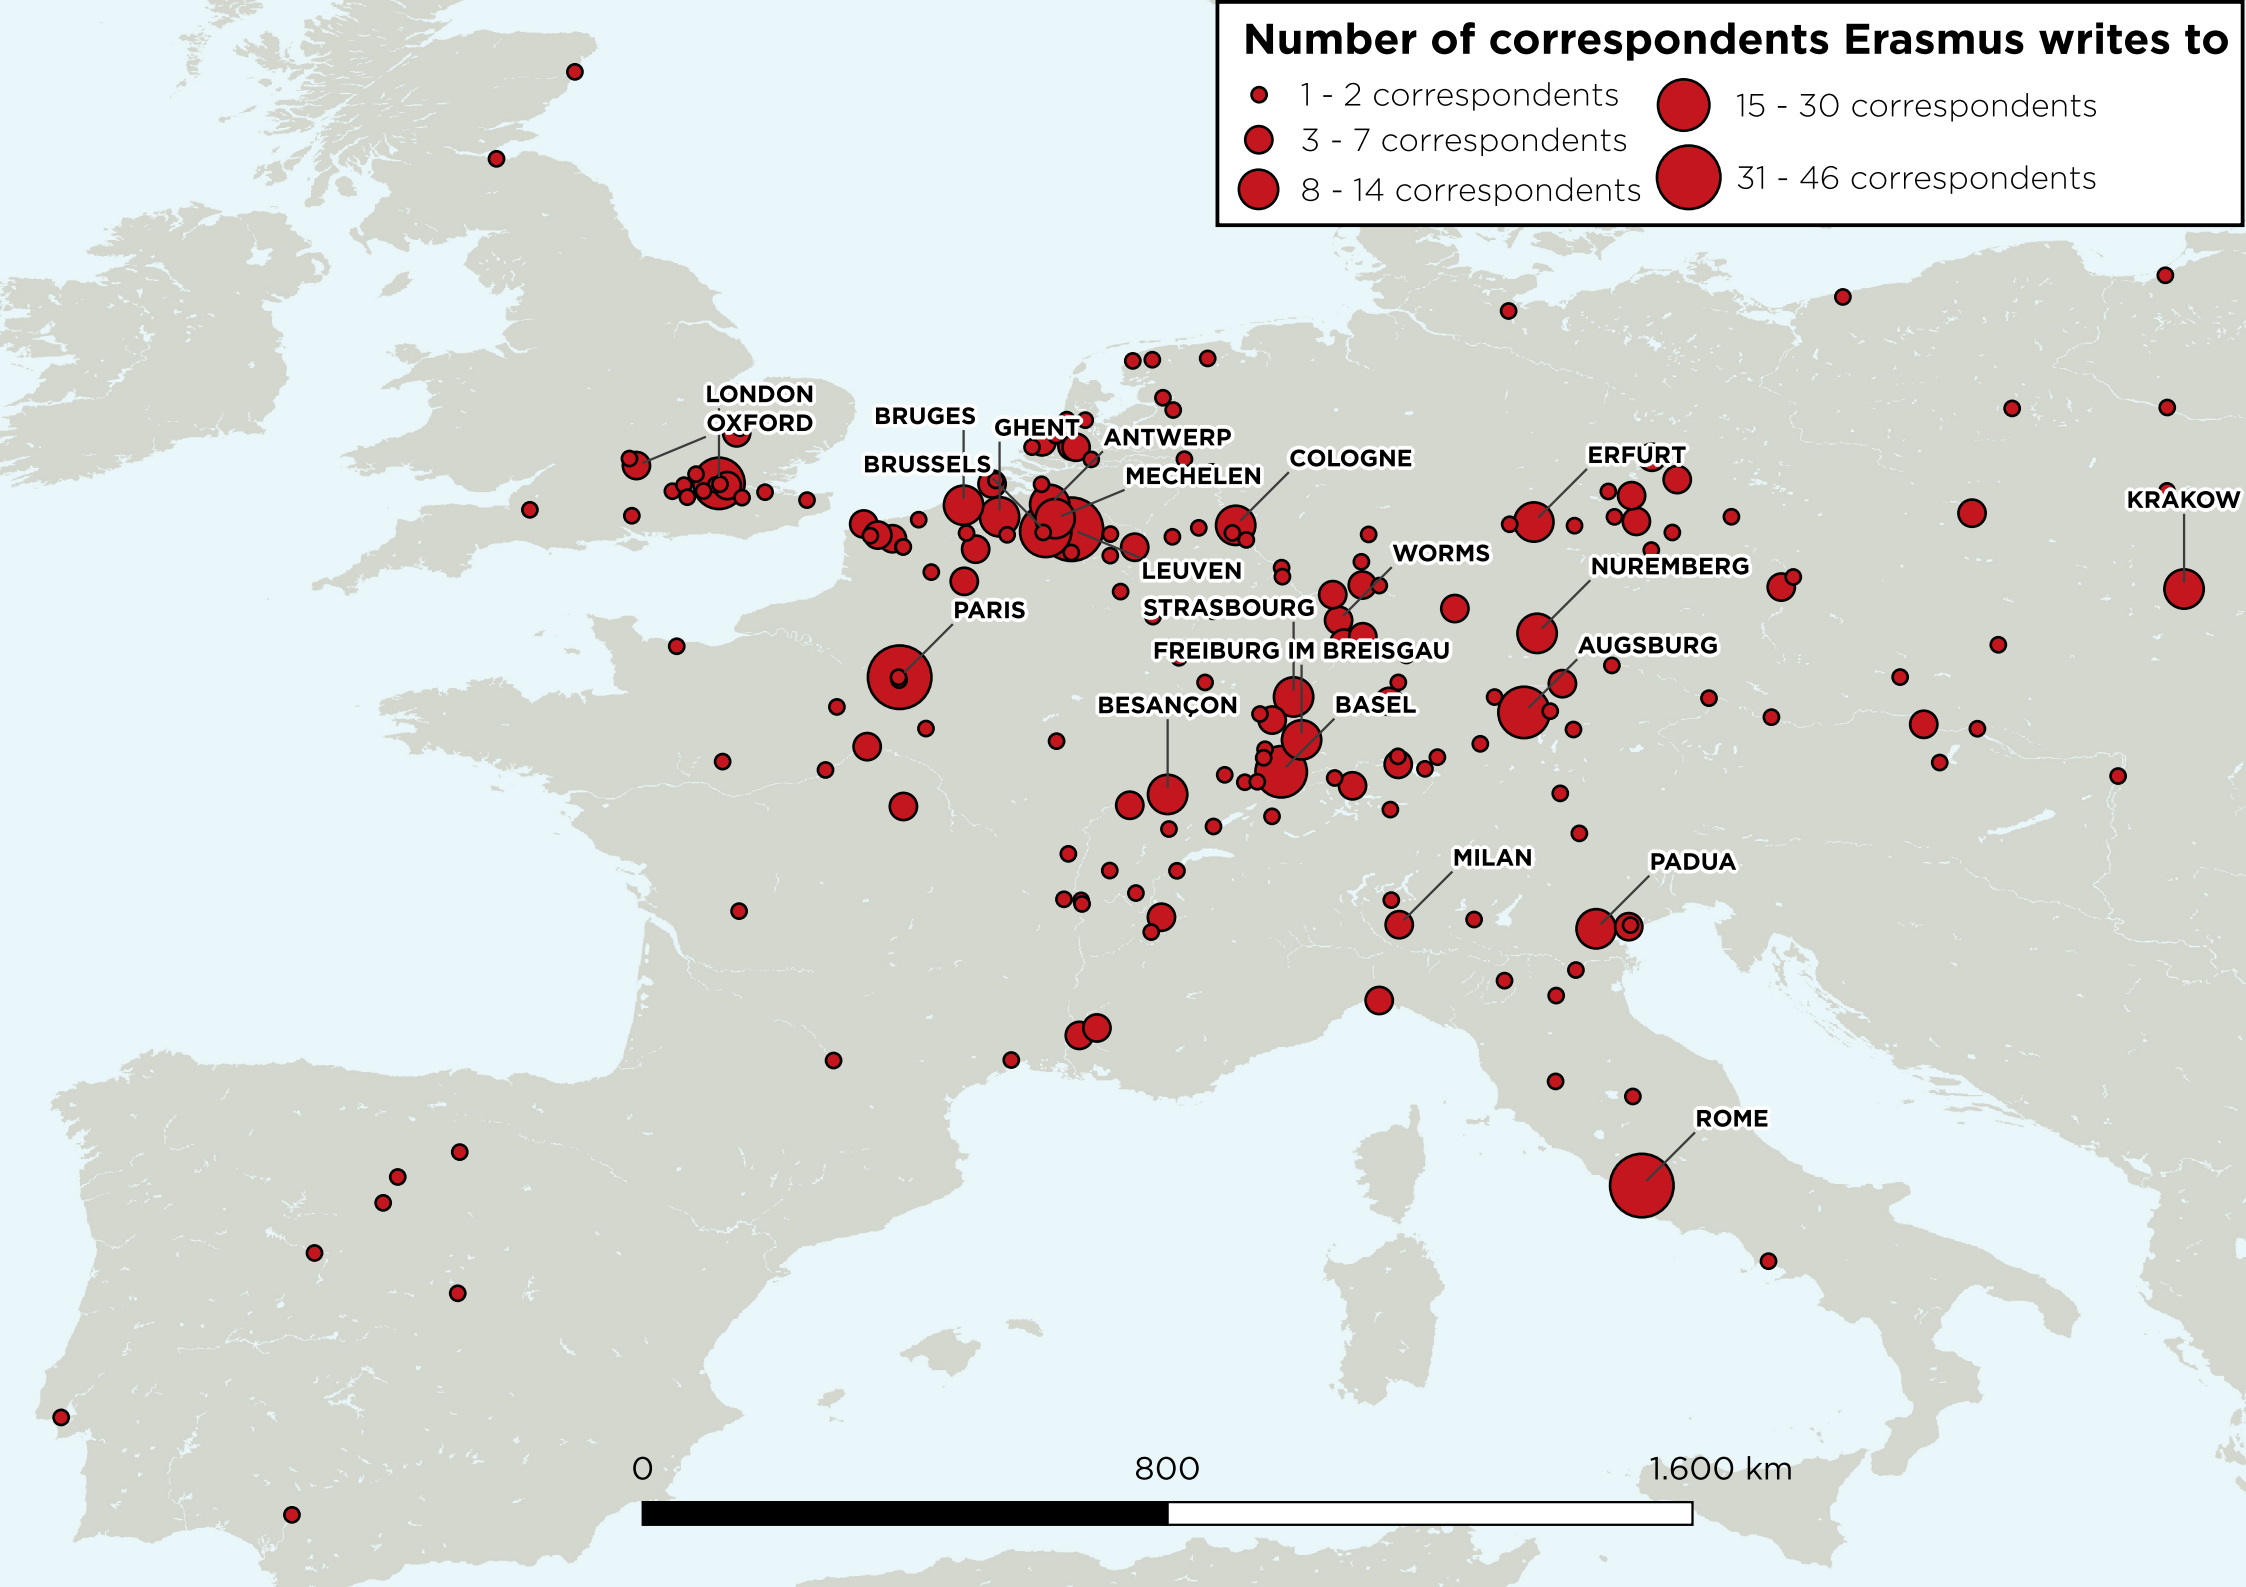 Number of correspondents Erasmus writes to
1 - 2 correspondents
3 - 7 correspondents
8 - 14 correspondents
15 - 30 correspondents
31 - 46 correspondents
LONDON
OXFORD
BRUGES
GHENT
ANTWERP
BRUSSELS
MECHELEN
COLOGNE
ERFURT
KRAKOW
WORMS
LEUVEN
NUREMBERG
PARIS
STRASBOURG
AUGSBURG
FREIBURG IM BREISGAU
BESANÇON
BASEL
MILAN
PADUA
ROME
0 800 1.600 km